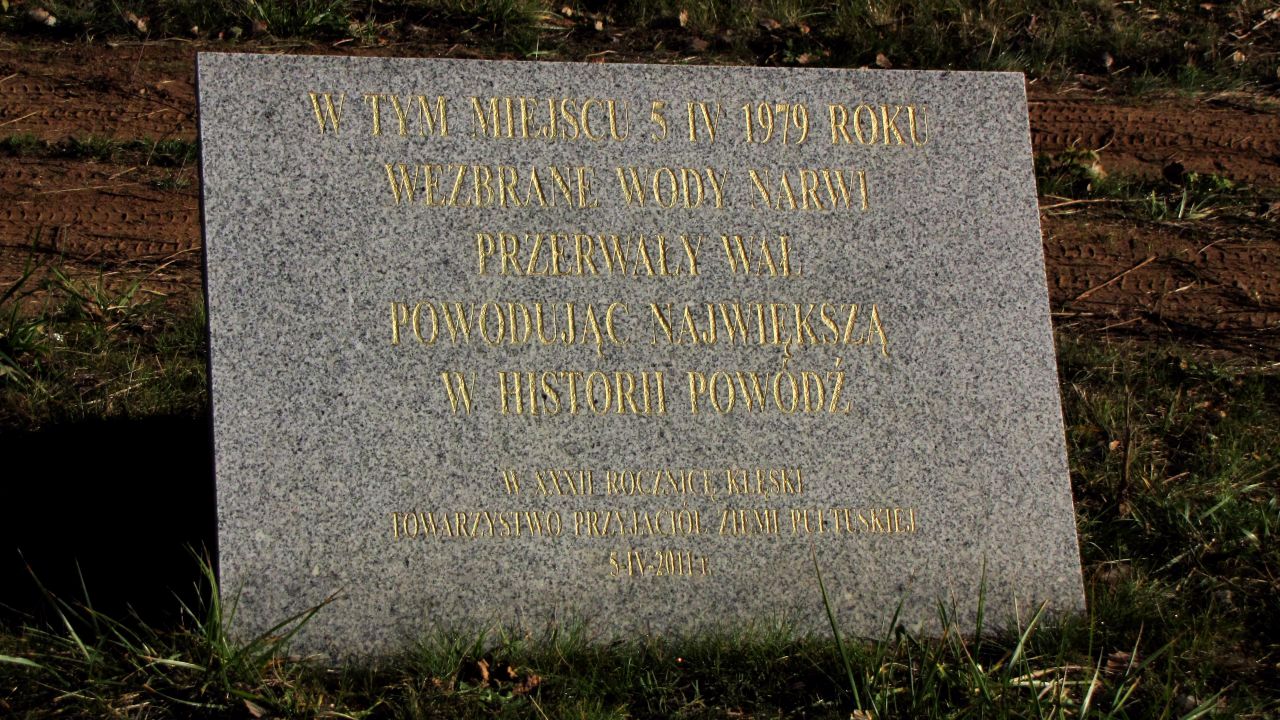 W TYM MIEJSCU 5 IV 1979 ROKU
WEZBRANE WODY NARWI
PRZERWAŁY WAŁ
POWODUJĄC NAJWIĘKSZĄ
W HISTORII POWÓDŹ
W XXXII ROCZNICĘ KLĘSKI
TOWARZYSTWO PRZYJACIÓŁ ZIEMI PUŁTUSKIEJ
5-IV-2011 r.